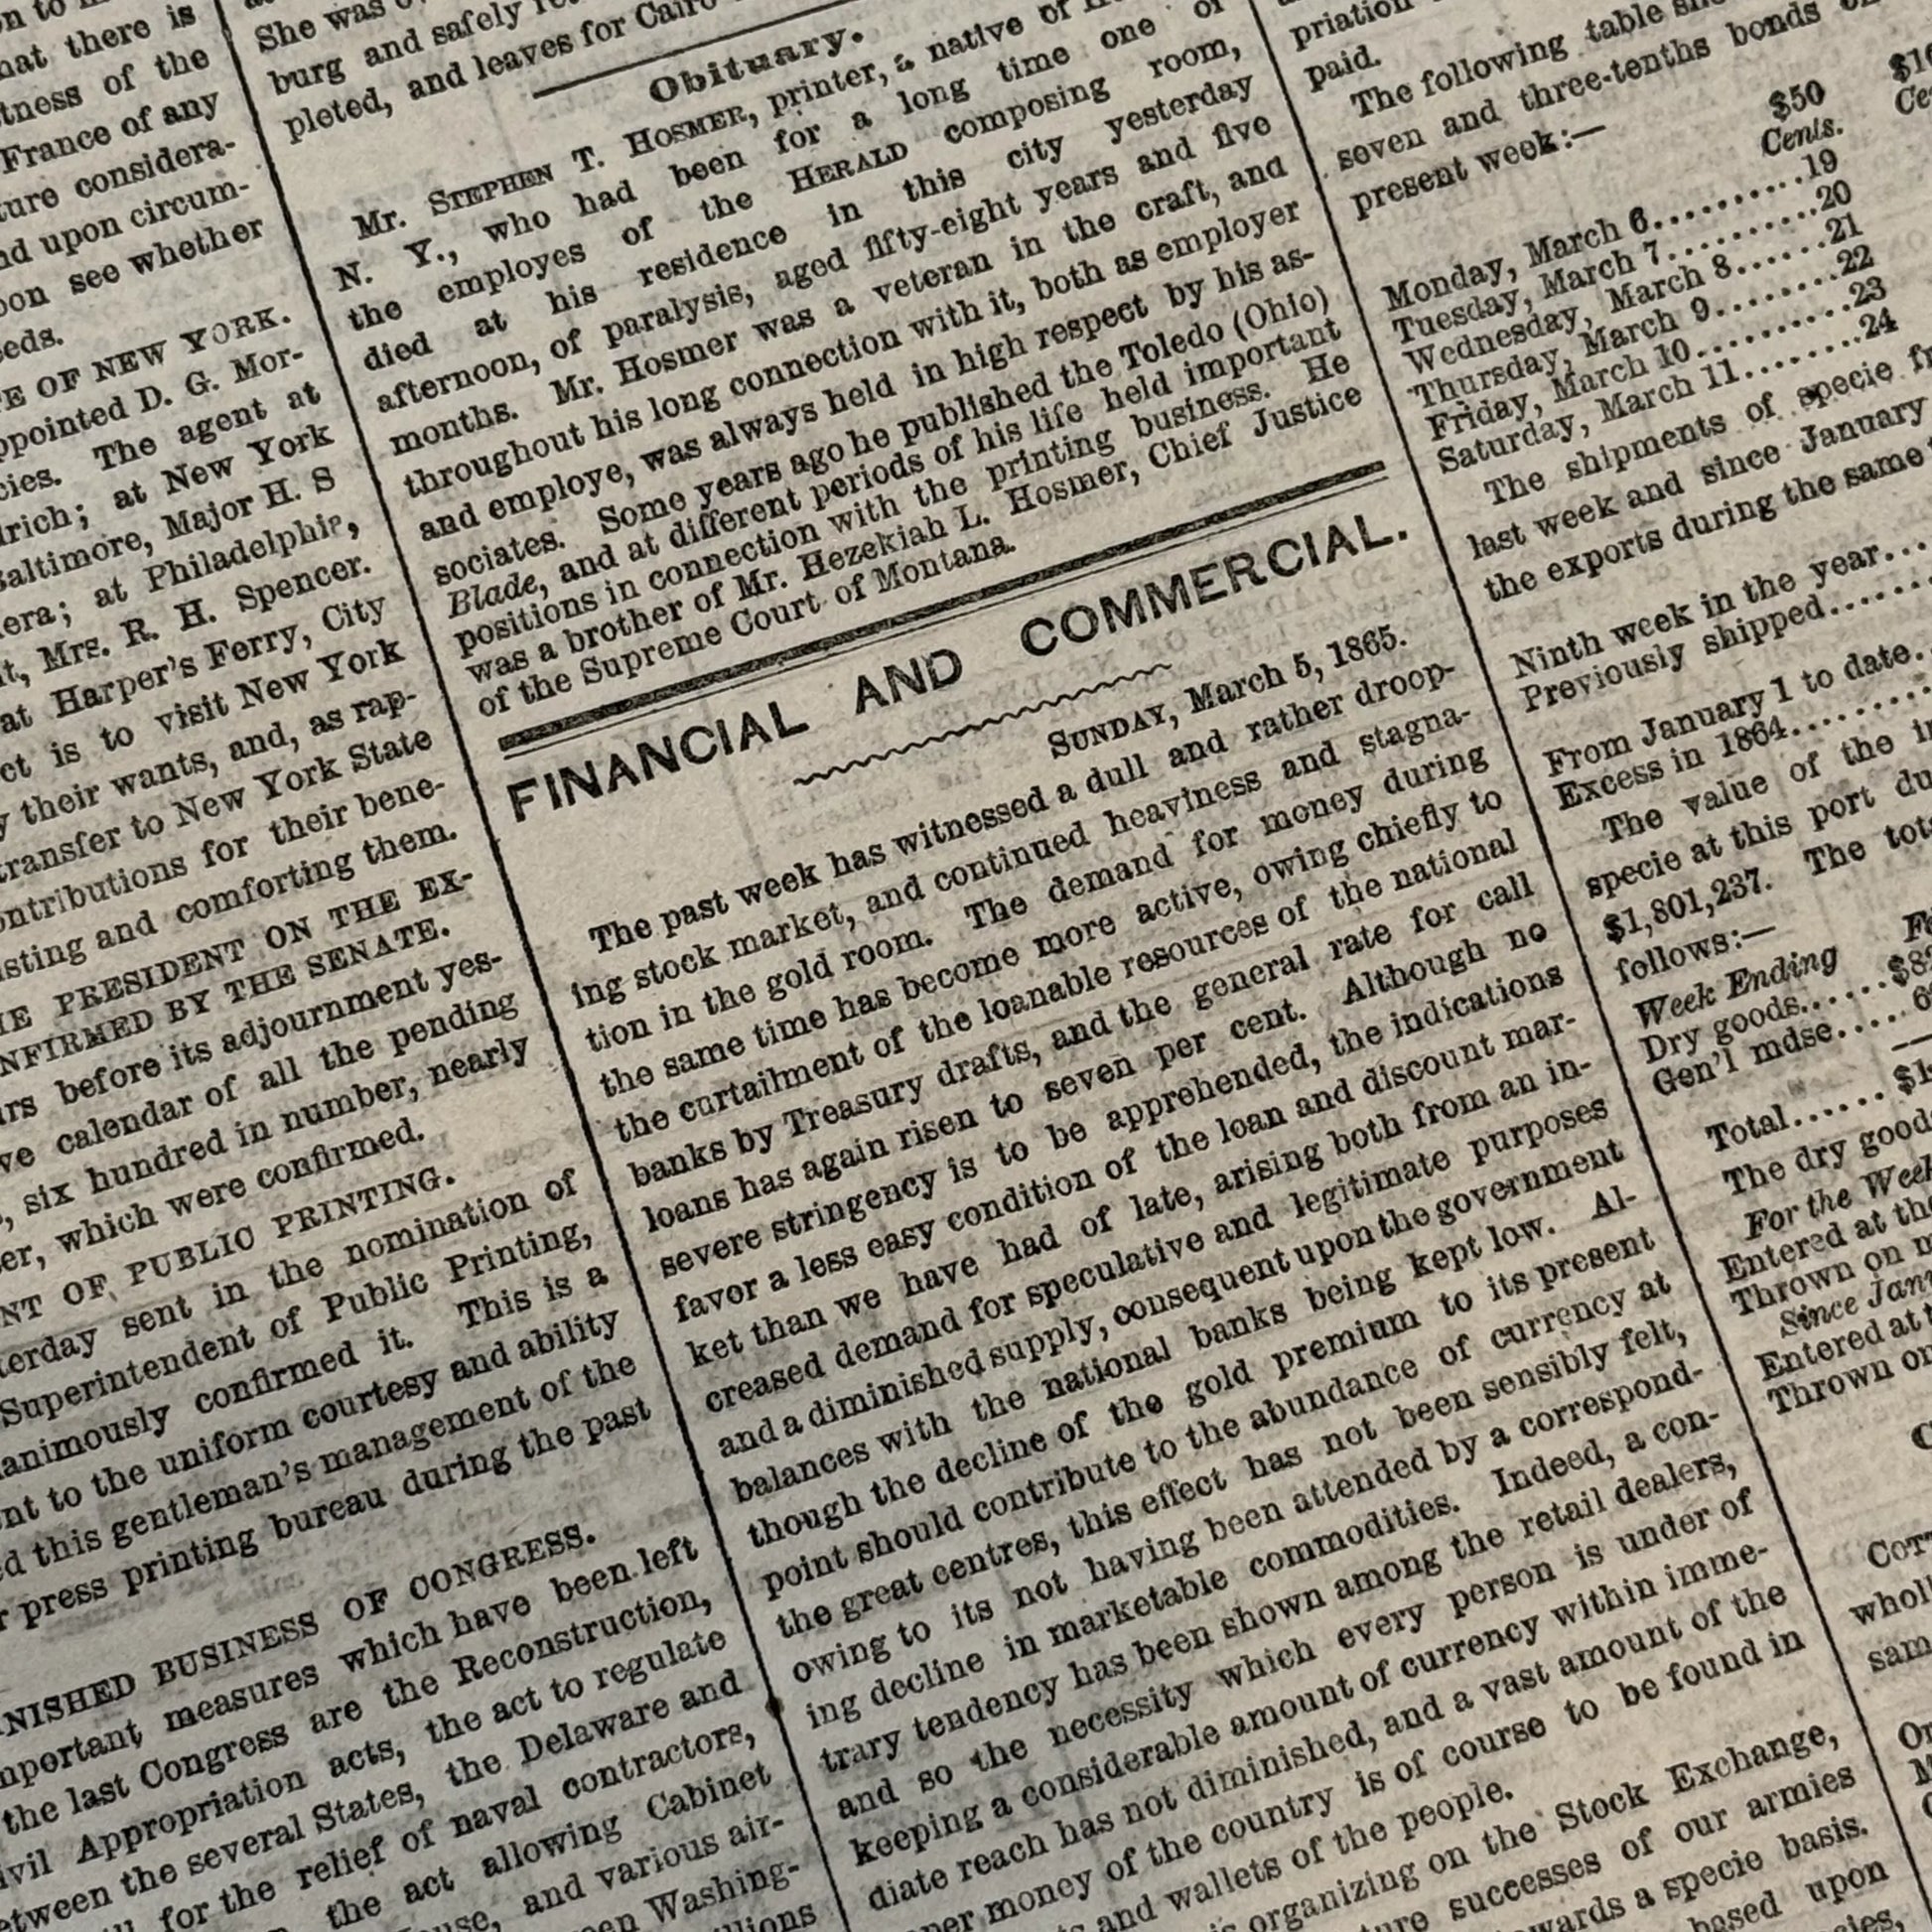 hat there is
tness of the
France of any
ture considera-
nd upon circum-
oon see whether
eeds.
E OF NEW YORK.
ppointed D. G. Mor-
cies. The agent at
lrich; at New York
Baltimore, Major H. S
era; at Philadelphia,
t, Mrs. R. H. Spencer.
at Harper's Ferry, City
ct is to visit New York
y their wants, and, as rap-
transfer to New York State
ontributions for their bene-
isting and comforting them.
HE PRESIDENT ON THE EX-
NFIRMED BY THE SENATE.
urs before its adjournment yes-
ve calendar of all the pending
, six hundred in number, nearly
er, which were confirmed.
NT OF PUBLIC PRINTING.
terday sent in the nomination of
Superintendent of Public Printing,
animously confirmed it. This is a
nt to the uniform courtesy and ability
d this gentleman's management of the
r press printing bureau during the past
NISHED BUSINESS OF CONGRESS.
mportant measures which have been left
the last Congress are the Reconstruction,
ivil Appropriation acts, the act to regulate
etween the several States, the Delaware and
for the relief of naval contractors,
the act allowing Cabinet
and various air-
Washing-
She was
burg and safely
pleted, and leaves for Cairo
Obituary.
Mr. STEPHEN T. HOSMER, printer, a native of
N. Y., who had been for a long time one of
the employes of the HERALD composing room,
died at his residence in this city yesterday
afternoon, of paralysis, aged fifty-eight years and five
months. Mr. Hosmer was a veteran in the craft, and
throughout his long connection with it, both as employer
and employe, was always held in high respect by his as-
sociates. Some years ago he published the Toledo (Ohio)
Blade, and at different periods of his life held important
positions in connection with the printing business. He
was a brother of Mr. Hezekiah L. Hosmer, Chief Justice
of the Supreme Court of Montana.
FINANCIAL AND COMMERCIAL.
SUNDAY, March 5, 1865.
The past week has witnessed a dull and rather droop-
ing stock market, and continued heaviness and stagna-
tion in the gold room. The demand for money during
the same time has become more active, owing chiefly to
the curtailment of the loanable resources of the national
banks by Treasury drafts, and the general rate for call
loans has again risen to seven per cent. Although no
severe stringency is to be apprehended, the indications
favor a less easy condition of the loan and discount mar-
ket than we have had of late, arising both from an in-
creased demand for speculative and legitimate purposes
and a diminished supply, consequent upon the government
balances with the national banks being kept low. Al-
though the decline of the gold premium to its present
point should contribute to the abundance of currency at
the great centres, this effect has not been sensibly felt,
owing to its not having been attended by a correspond-
ing decline in marketable commodities. Indeed, a con-
trary tendency has been shown among the retail dealers,
and so the necessity which every person is under of
keeping a considerable amount of currency within imme-
diate reach has not diminished, and a vast amount of the
money of the country is of course to be found in
and wallets of the people.
organizing on the Stock Exchange,
successes of our armies
towards a specie basis.
based upon
priation
paid.
The following table
seven and three-tenths bonds
present week:—
$50
Cents.
Monday, March 6..........19
Tuesday, March 7.........20
Wednesday, March 8......21
Thursday, March 9........22
Friday, March 10..........23
Saturday, March 11........24
The shipments of specie
last week and since January
the exports during the same
Ninth week in the year...
Previously shipped.......
From January 1 to date..
Excess in 1864..........
The value of the
specie at this port
$1,801,237. The
follows:—
Week Ending
Dry goods......
Gen'l mdse.....
Total......
The dry
For the Week
Entered at the
Thrown on
Since
Entered at
Thrown on